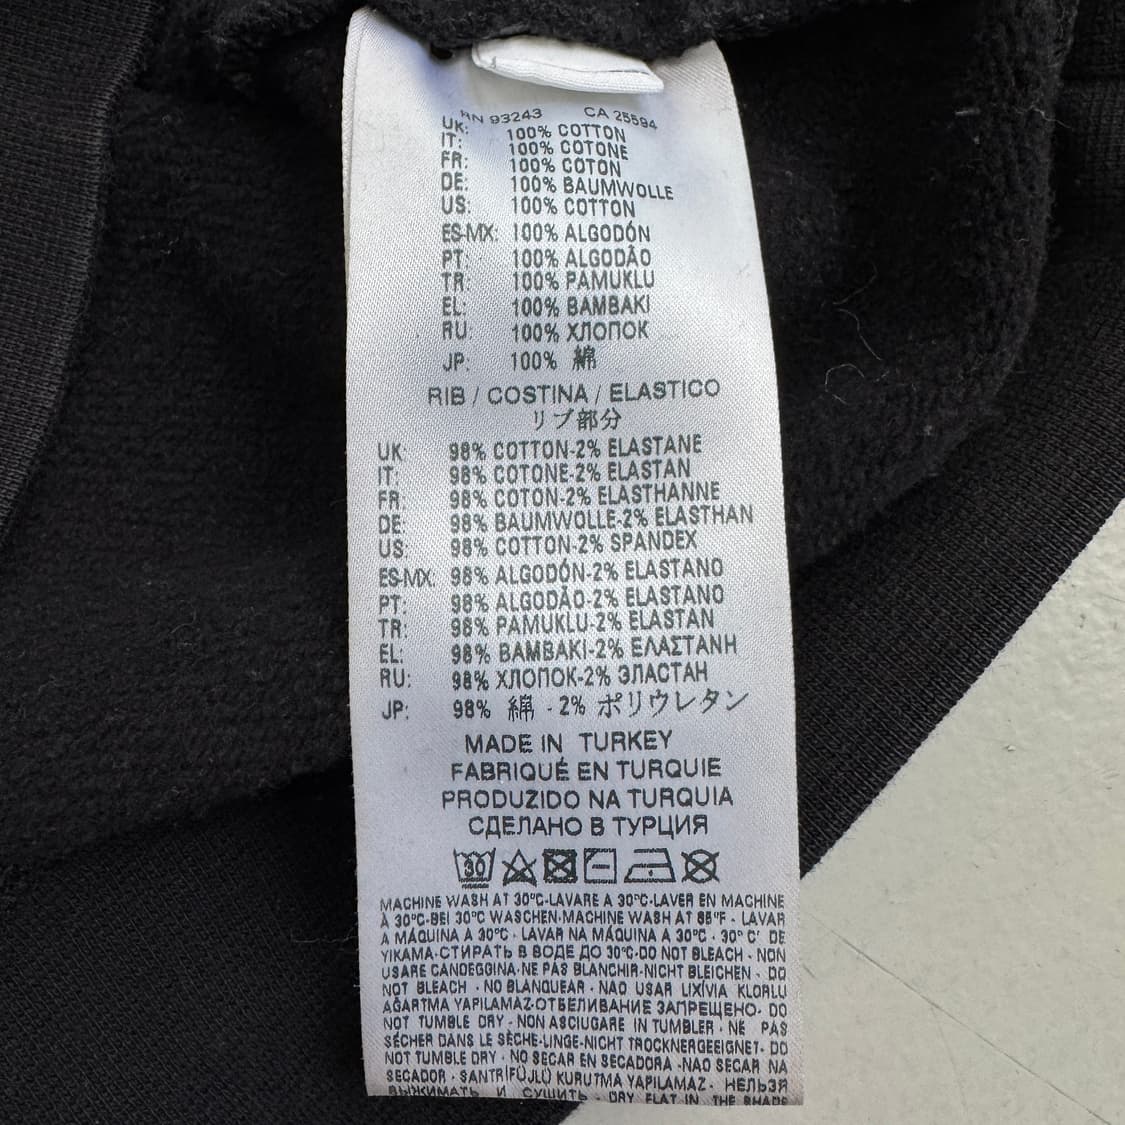 RN 93243 CA 25594
UK: 100% COTTON
IT: 100% COTONE
FR: 100% COTON
DE: 100% BAUMWOLLE
US: 100% COTTON
ES-MX: 100% ALGODÓN
PT: 100% ALGODÃO
TR: 100% PAMUKLU
EL: 100% BAMBAKI
RU: 100% ХЛОПОК
JP: 100% 綿
RIB / COSTINA / ELASTICO
リブ部分
UK: 98% COTTON-2% ELASTANE
IT: 98% COTONE-2% ELASTAN
FR: 98% COTON-2% ELASTHANNE
DE: 98% BAUMWOLLE-2% ELASTHAN
US: 98% COTTON-2% SPANDEX
ES-MX: 98% ALGODÓN-2% ELASTANO
PT: 98% ALGODÃO-2% ELASTANO
TR: 98% PAMUKLU-2% ELASTAN
EL: 98% BAMBAKI-2% ΕΛΑΣΤΑΝΗ
RU: 98% ХЛОПОК-2% ЭЛАСТАН
JP: 98% 綿 - 2% ポリウレタン
MADE IN TURKEY
FABRIQUÉ EN TURQUIE
PRODUZIDO NA TURQUIA
СДЕЛАНО В ТУРЦИЯ
30
MACHINE WASH AT 30°C-LAVARE A 30°C-LAVER EN MACHINE
À 30°C-BEI 30°C WASCHEN-MACHINE WASH AT 85°F - LAVAR
A MÁQUINA A 30°C - LAVAR NA MÁQUINA A 30°C - 30° C' DE
YIKAMA-СТИРАТЬ В ВОДЕ ДО 30°C-DO NOT BLEACH - NON
USARE CANDEGGINA-NE PAS BLANCHIR-NICHT BLEICHEN - DO
NOT BLEACH - NO BLANQUEAR - NAO USAR LIXÍVIA KLORLU
AĞARTMA YAPILAMAZ-ОТБЕЛИВАНИЕ ЗАПРЕЩЕНО- DO
NOT TUMBLE DRY - NON ASCIUGARE IN TUMBLER - NE PAS
SÉCHER DANS LE SÈCHE-LINGE-NICHT TROCKNERGEEIGNET- DO
NOT TUMBLE DRY - NO SECAR EN SECADORA -NAO SECAR NA
SECADOR - SANTRİFÜJLÜ KURUTMA YAPILAMAZ - НЕЛЬЗЯ
ВЫЖИМАТЬ И СУШИТЬ - DRY FLAT IN THE SHADE